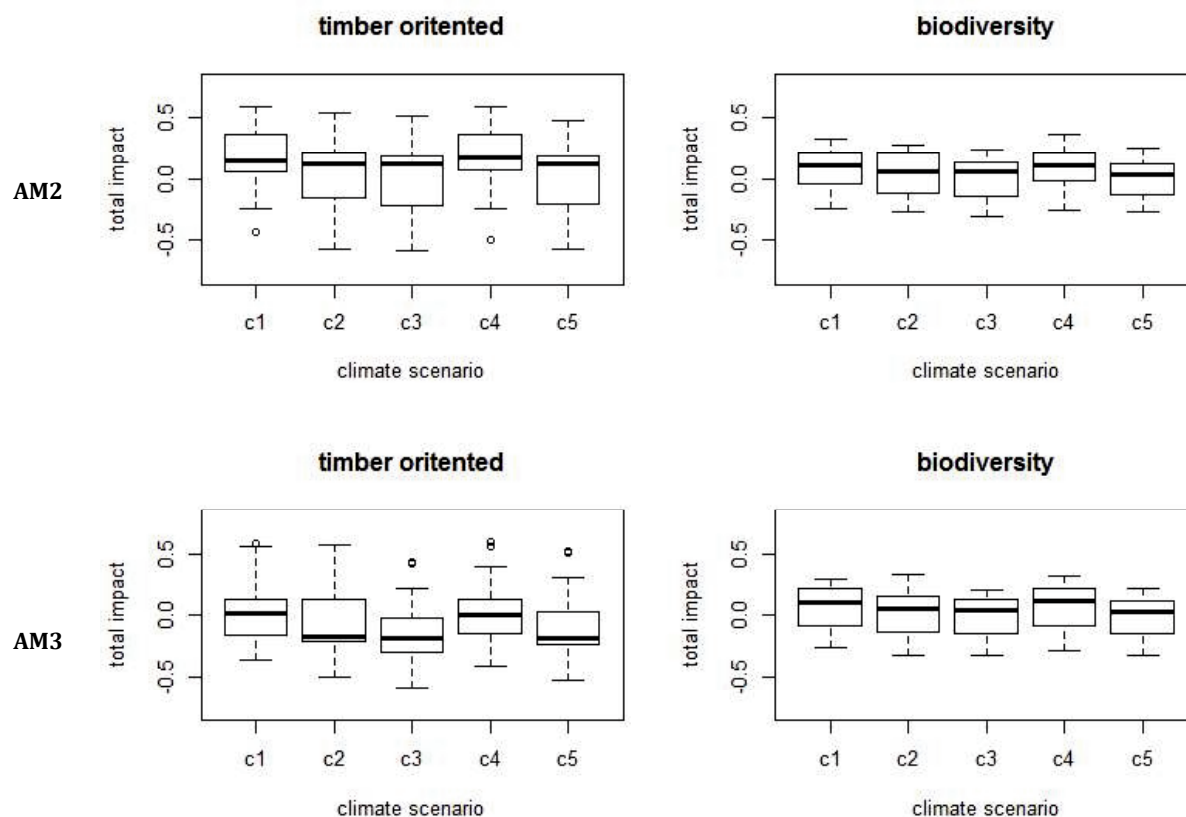 timber oritented
biodiversity
AM2
total impact
0.5
0.0
-0.5
c1 c2 c3 c4 c5
climate scenario
total impact
0.5
0.0
-0.5
c1 c2 c3 c4 c5
climate scenario
timber oritented
biodiversity
AM3
total impact
0.5
0.0
-0.5
c1 c2 c3 c4 c5
climate scenario
total impact
0.5
0.0
-0.5
c1 c2 c3 c4 c5
climate scenario